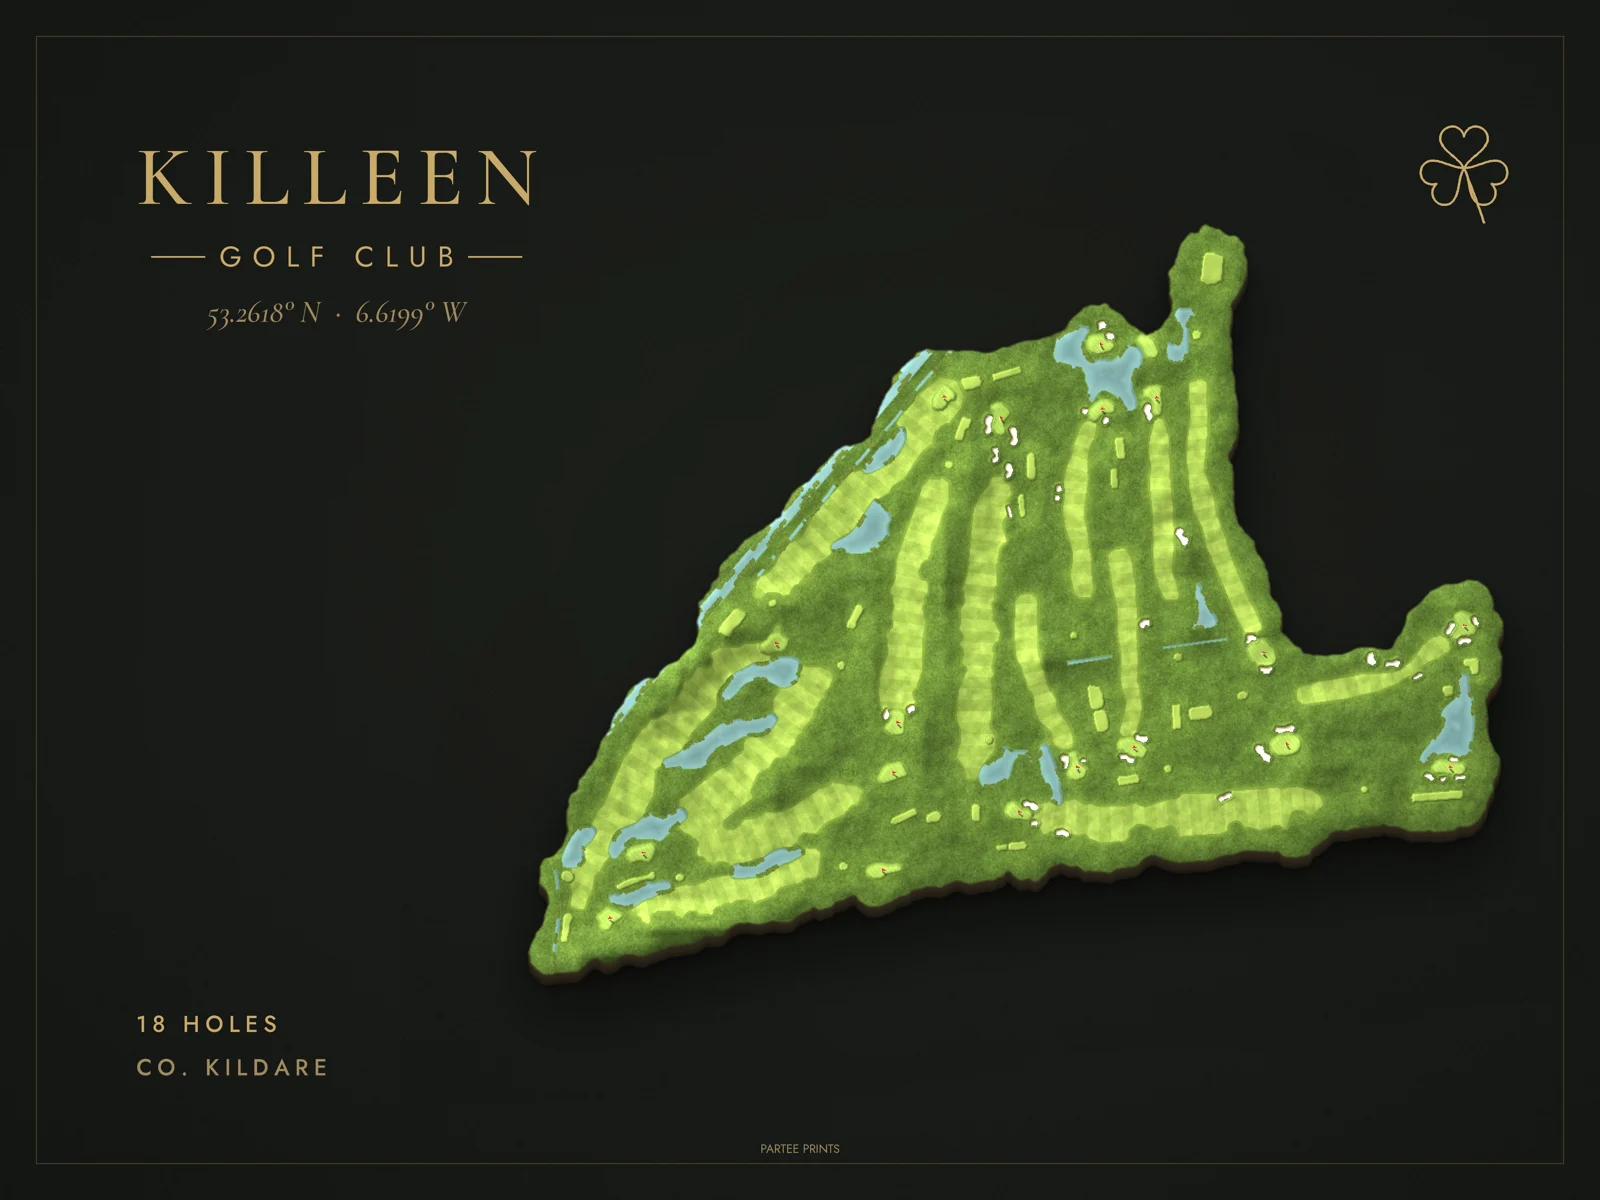 KILLEEN
GOLF CLUB
53.2618° N · 6.6199° W
18 HOLES
CO. KILDARE
PARTEE PRINTS